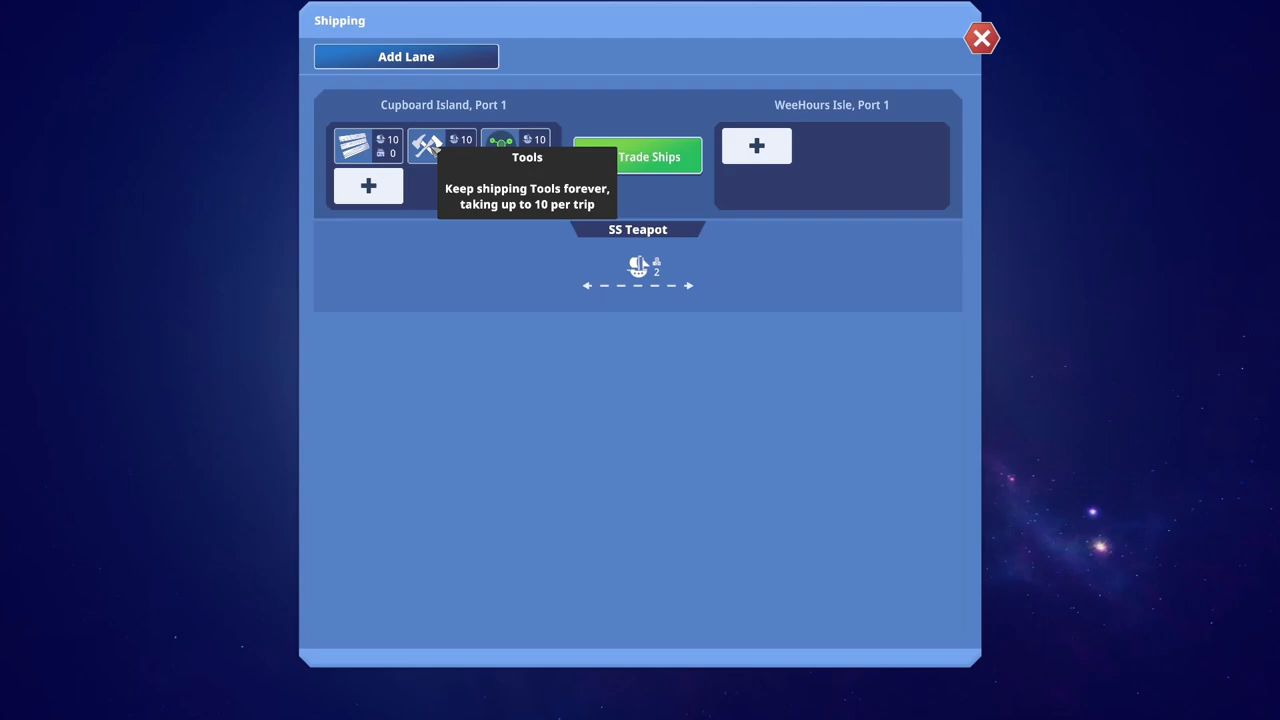 Shipping
Add Lane
Cupboard Island, Port 1
WeeHours Isle, Port 1
10
0
10
10
Trade Ships
Tools
Keep shipping Tools forever,
taking up to 10 per trip
SS Teapot
2